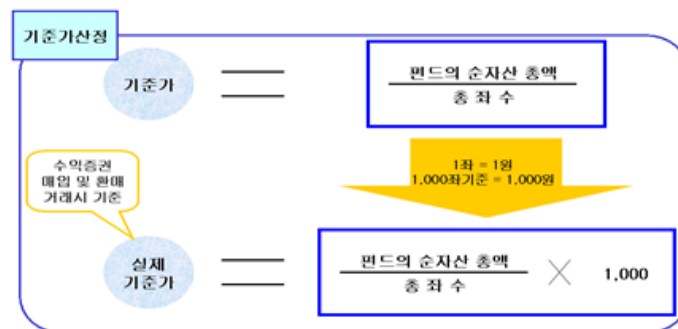 기준가산정
기준가
펀드의 순자산 총액
총 좌 수
수익증권
매입 및 환매
거래시 기준
1좌 = 1원
1,000좌기준 = 1,000원
실제
기준가
펀드의 순자산 총액
총 좌 수
1,000